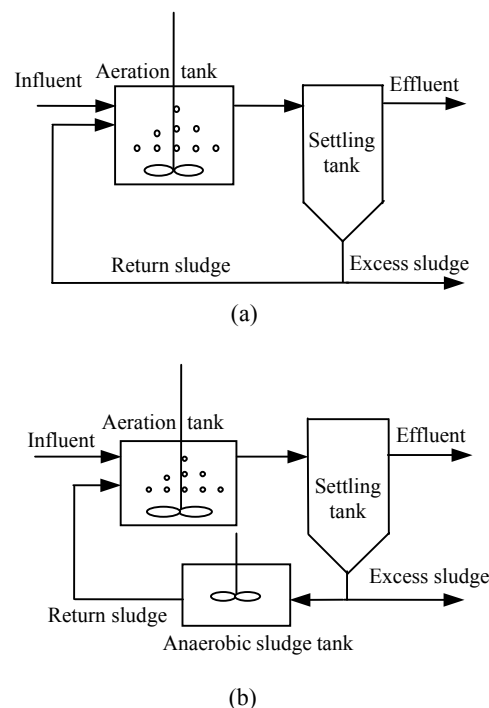 Influent
Aeration tank
Effluent
Settling
tank
Return sludge
Excess sludge
(a)
Influent
Aeration tank
Effluent
Settling
tank
Return sludge
Excess sludge
Anaerobic sludge tank
(b)